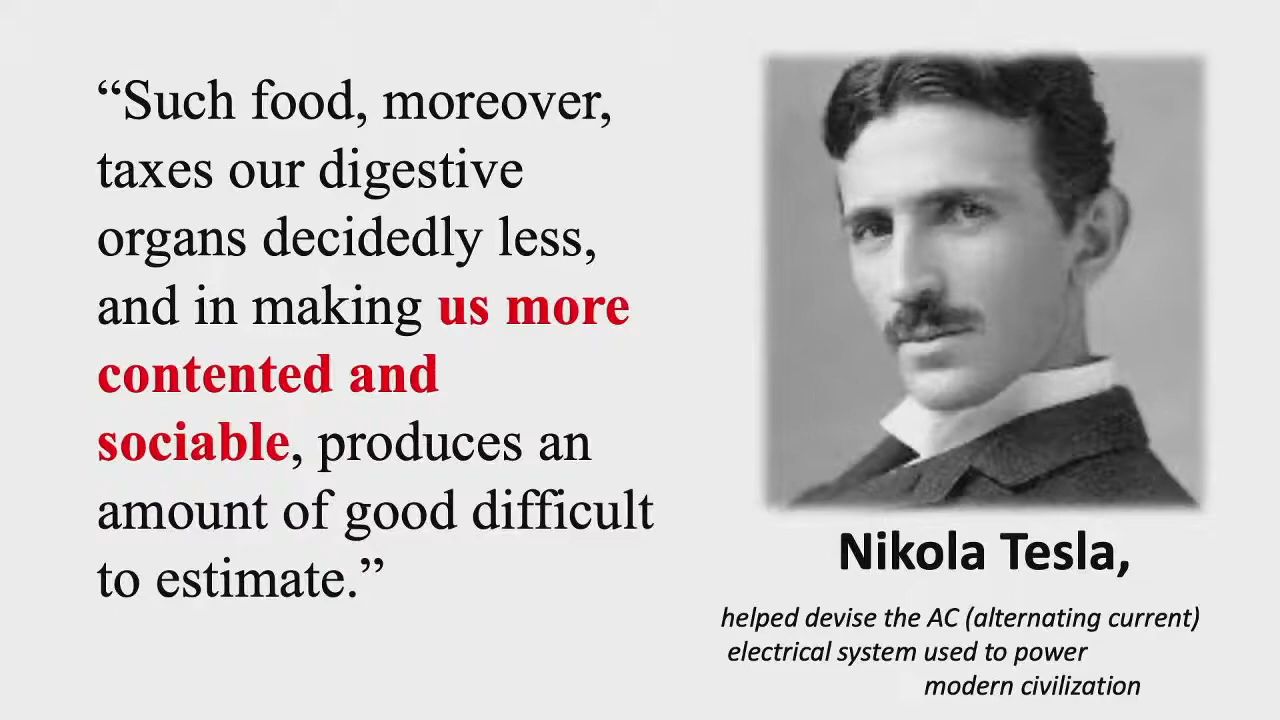 “Such food, moreover,
taxes our digestive
organs decidedly less,
and in making us more
contented and
sociable, produces an
amount of good difficult
to estimate.”
Nikola Tesla,
helped devise the AC (alternating current)
electrical system used to power
modern civilization